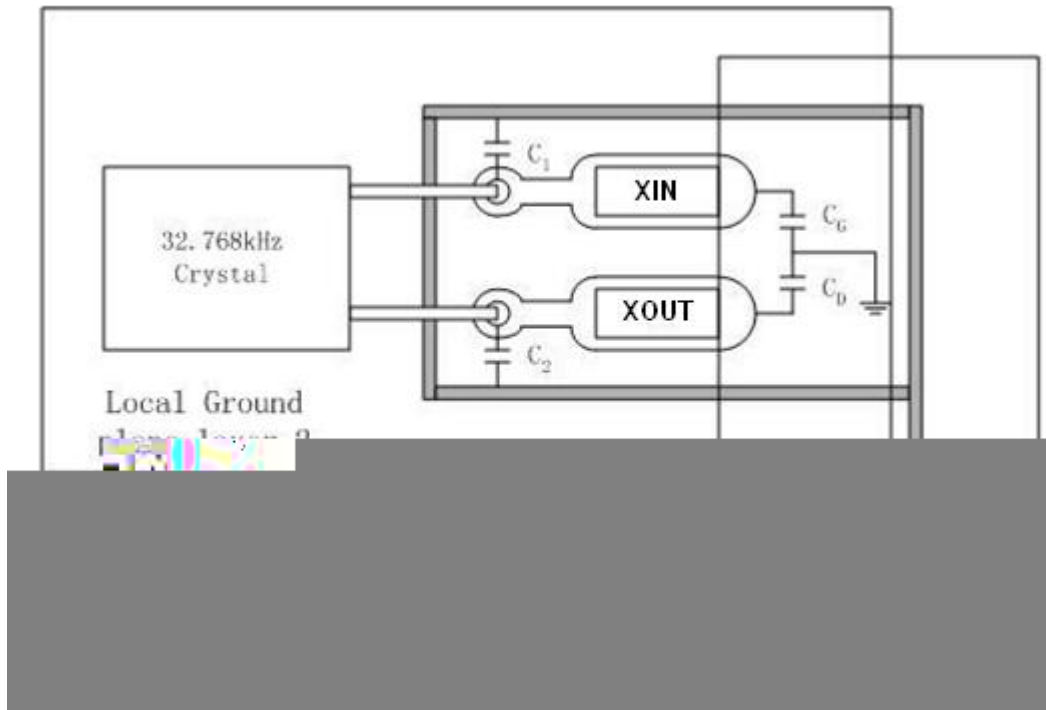 C1
XIN
CG
32.768kHz
Crystal
XOUT
CD
C2
Local Ground